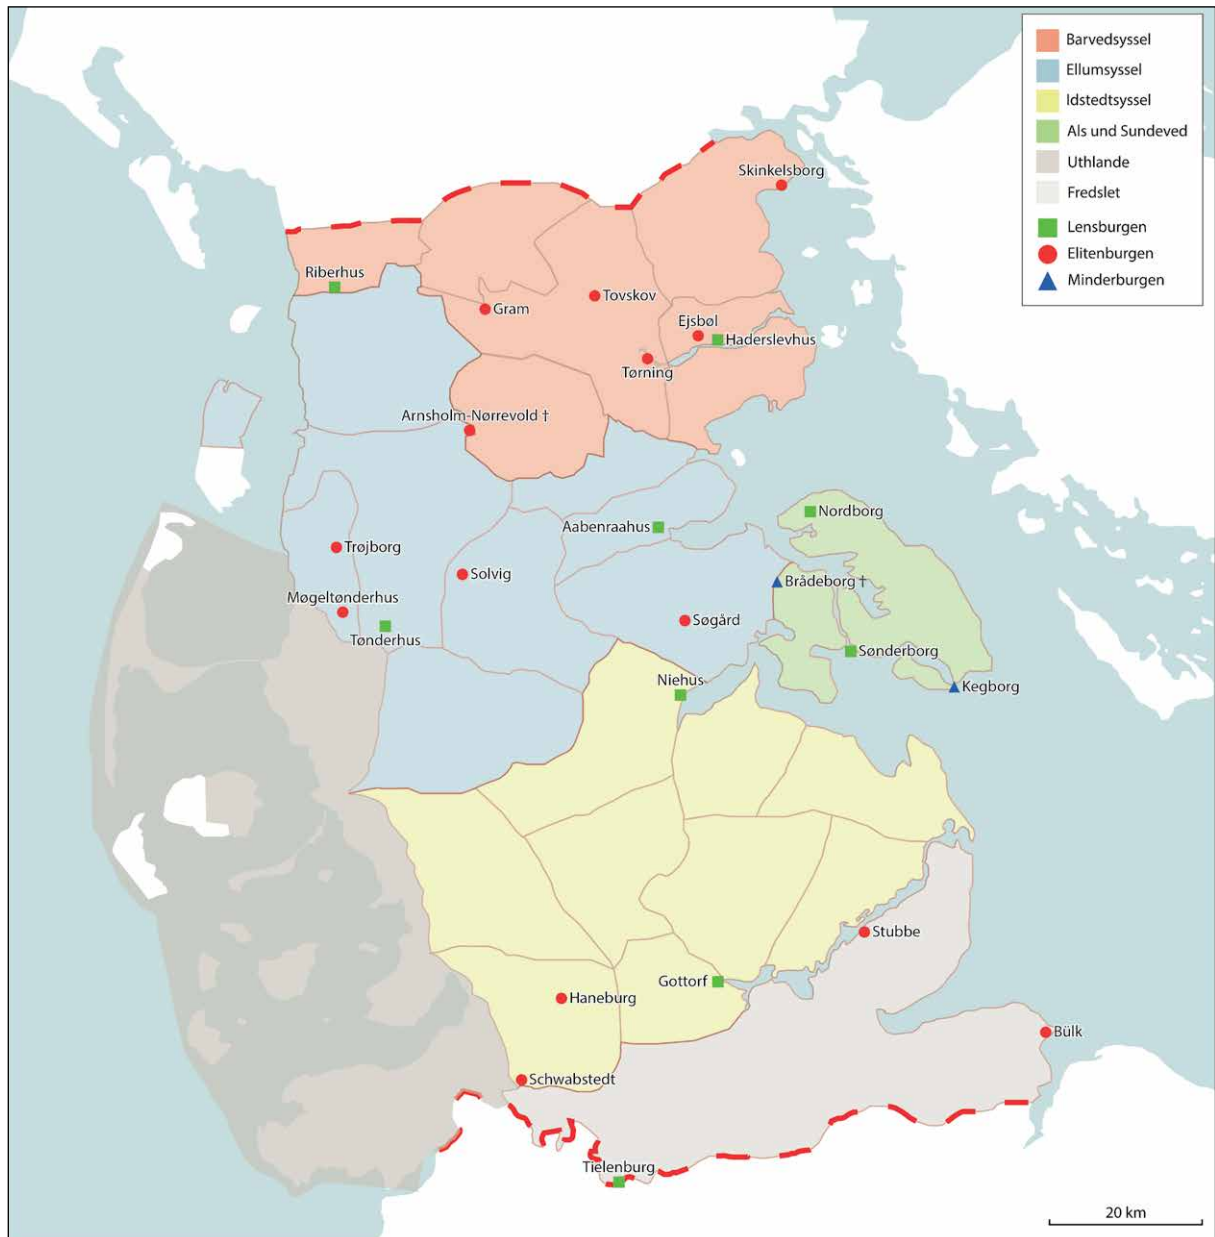 Barvedsyssel
Ellumsyssel
Idstedtsyssel
Als und Sundeved
Uthlande
Fredslet
Lensburgen
Elitenburgen
Minderburgen
Skinkelsborg
Riberhus
Gram
Tovskov
Ejsbøl
Haderslevhus
Tørning
Arnsholm-Nørrevold †
Nordborg
Aabenraahus
Trøjborg
Solvig
Brådeborg †
Møgeltønderhus
Søgård
Tønderhus
Sønderborg
Niehus
Kegborg
Stubbe
Gottorf
Haneburg
Bülk
Schwabstedt
Tielenburg
20 km